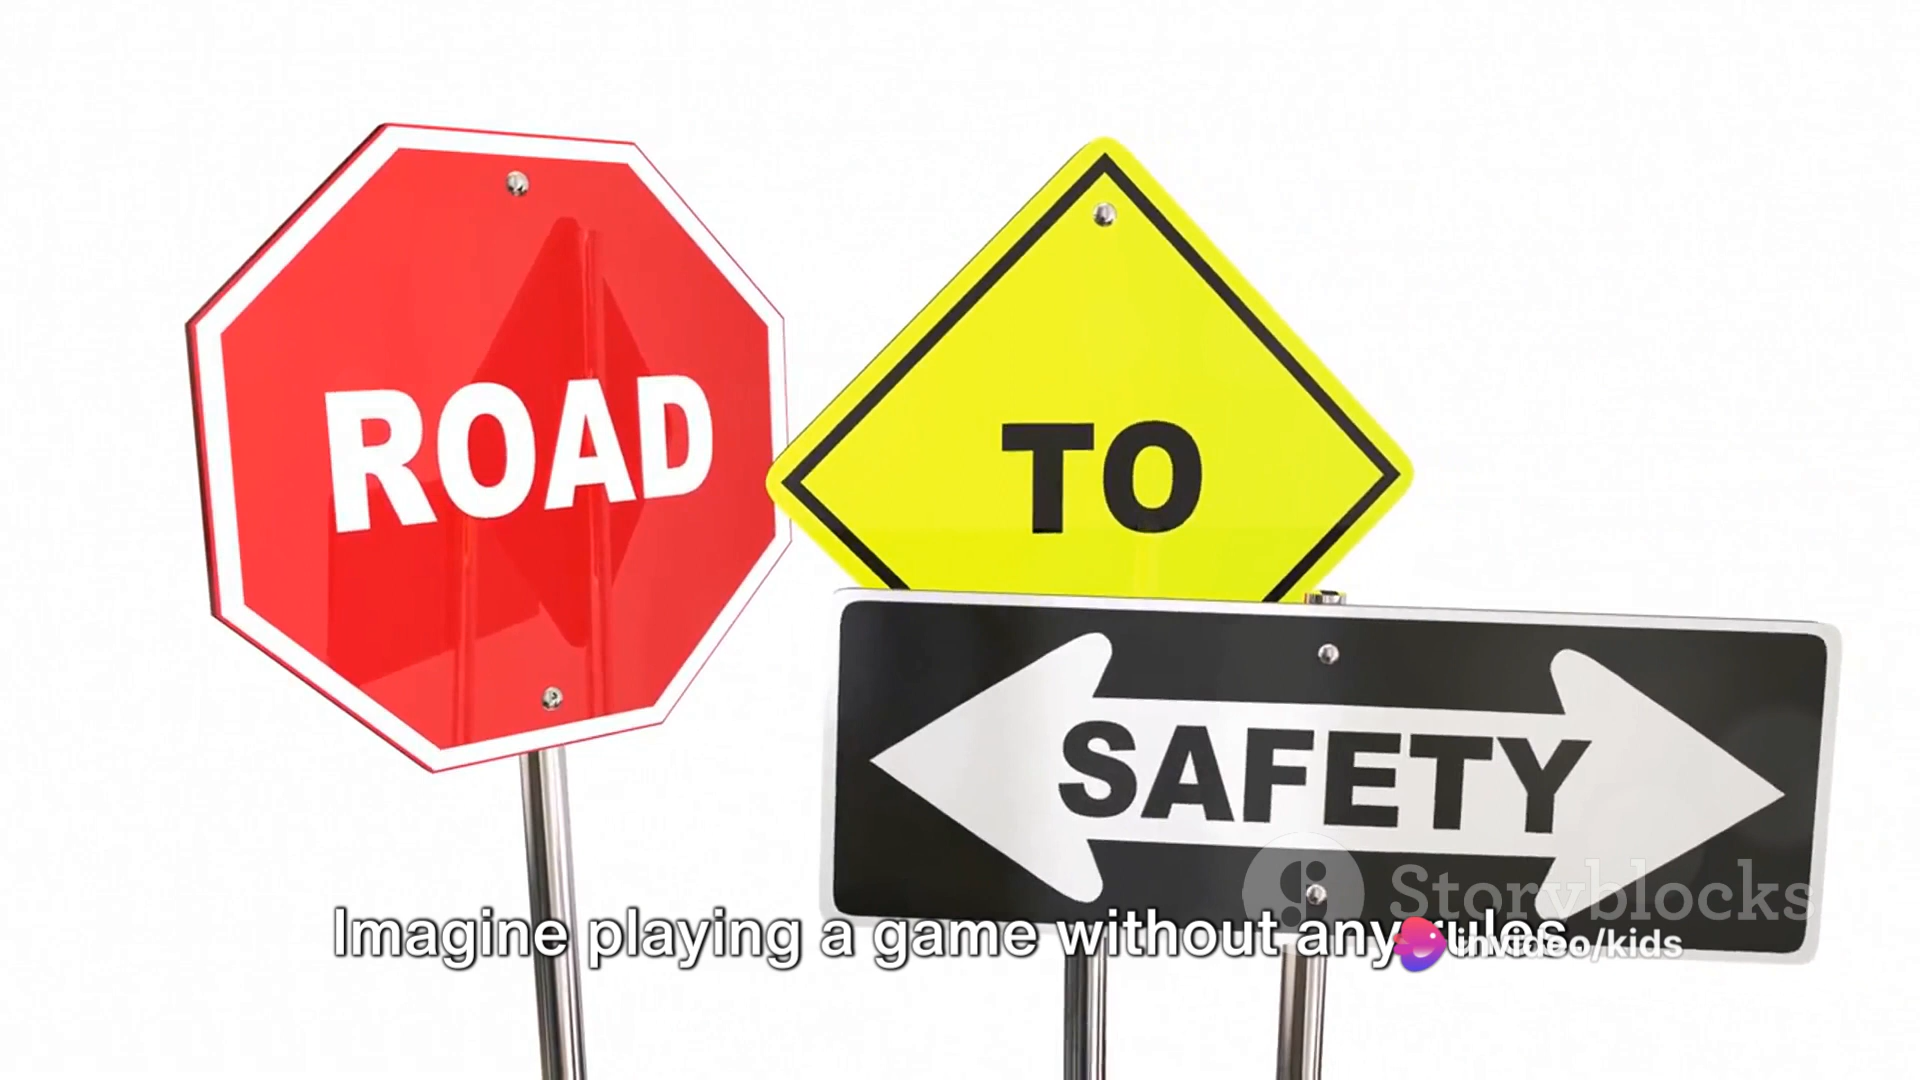 ROAD
TO
SAFETY
Storyblocks
Imagine playing a game without any rules.
invideo/kids